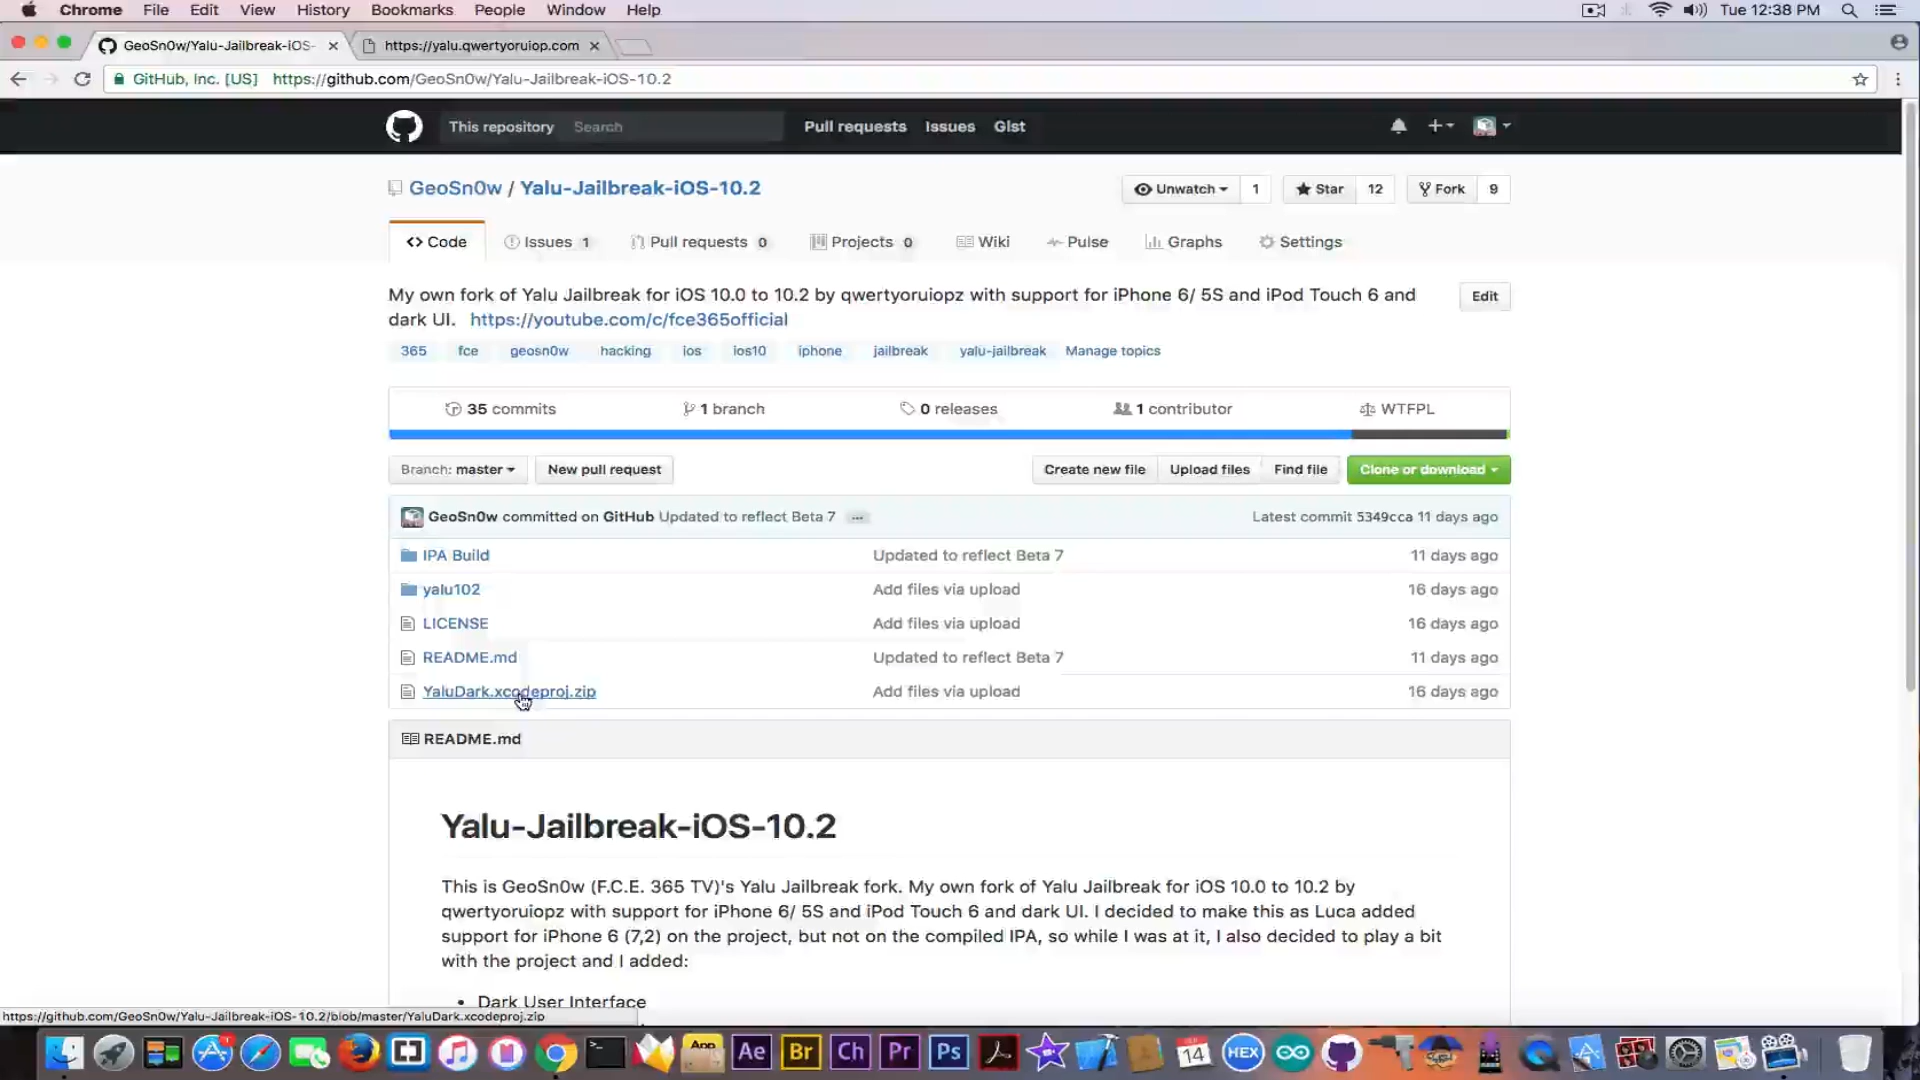 Chrome File Edit View History Bookmarks People Window Help Tue 12:38 PM
GeoSn0w/Yalu-Jailbreak-iOS- https://yalu.qwertyoruiop.com
GitHub, Inc. [US] https://github.com/GeoSn0w/Yalu-Jailbreak-iOS-10.2
This repository Search Pull requests Issues Gist
GeoSn0w / Yalu-Jailbreak-iOS-10.2 Unwatch 1 Star 12 Fork 9
Code Issues 1 Pull requests 0 Projects 0 Wiki Pulse Graphs Settings
My own fork of Yalu Jailbreak for iOS 10.0 to 10.2 by qwertyoruiopz with support for iPhone 6/ 5S and iPod Touch 6 and Edit
dark UI. https://youtube.com/c/fce365official
365 fce geosn0w hacking ios ios10 iphone jailbreak yalu-jailbreak Manage topics
35 commits 1 branch 0 releases 1 contributor WTFPL
Branch: master New pull request Create new file Upload files Find file Clone or download
GeoSn0w committed on GitHub Updated to reflect Beta 7 ... Latest commit 5349cca 11 days ago
IPA Build Updated to reflect Beta 7 11 days ago
yalu102 Add files via upload 16 days ago
LICENSE Add files via upload 16 days ago
README.md Updated to reflect Beta 7 11 days ago
YaluDark.xcodeproj.zip Add files via upload 16 days ago
README.md
Yalu-Jailbreak-iOS-10.2
This is GeoSn0w (F.C.E. 365 TV)'s Yalu Jailbreak fork. My own fork of Yalu Jailbreak for iOS 10.0 to 10.2 by
qwertyoruiopz with support for iPhone 6/ 5S and iPod Touch 6 and dark UI. I decided to make this as Luca added
support for iPhone 6 (7,2) on the project, but not on the compiled IPA, so while I was at it, I also decided to play a bit
with the project and I added:
• Dark User Interface
https://github.com/GeoSn0w/Yalu-Jailbreak-iOS-10.2/blob/master/YaluDark.xcodeproj.zip
App Ae Br Ch Pr Ps 14 HEX